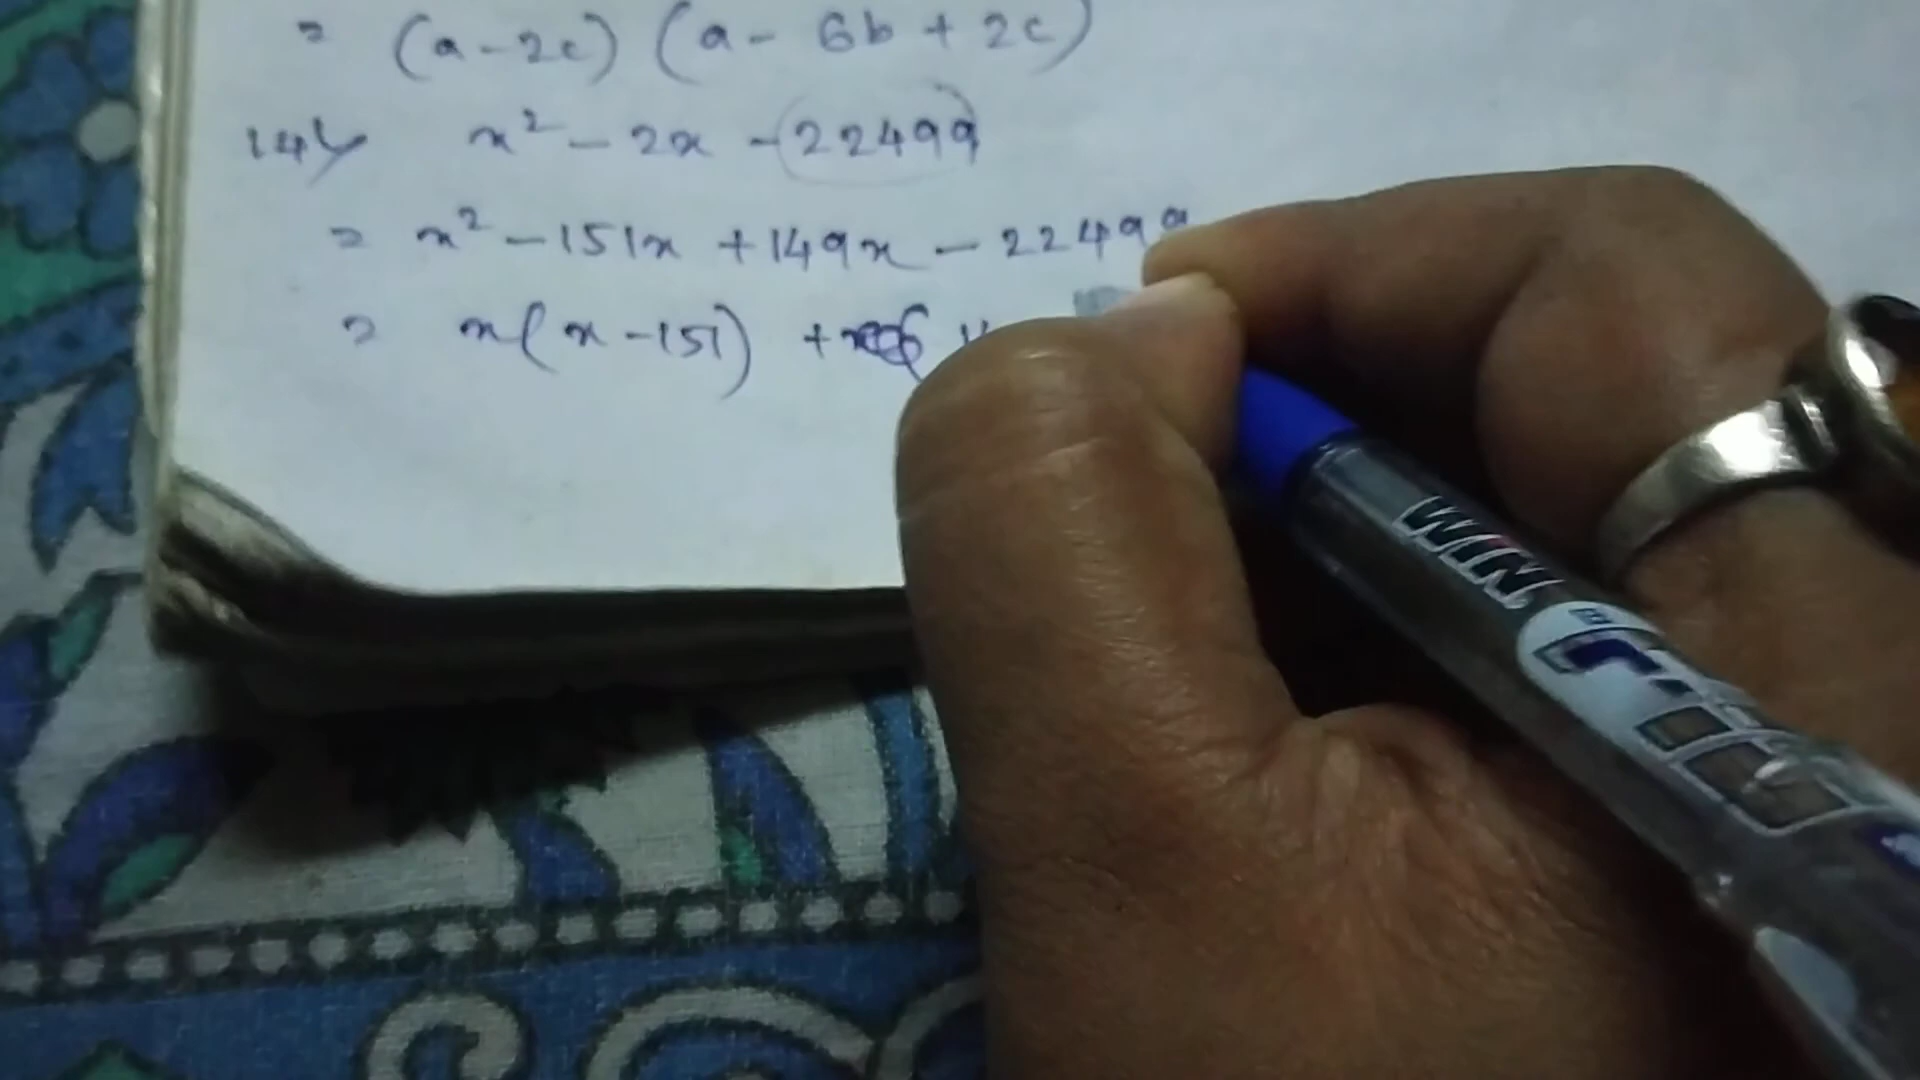 = (a - 2c) (a - 6b + 2c)
14) x² - 2x - 22499
= x² - 151x + 149x - 22499
= x(x - 151) +
WIN